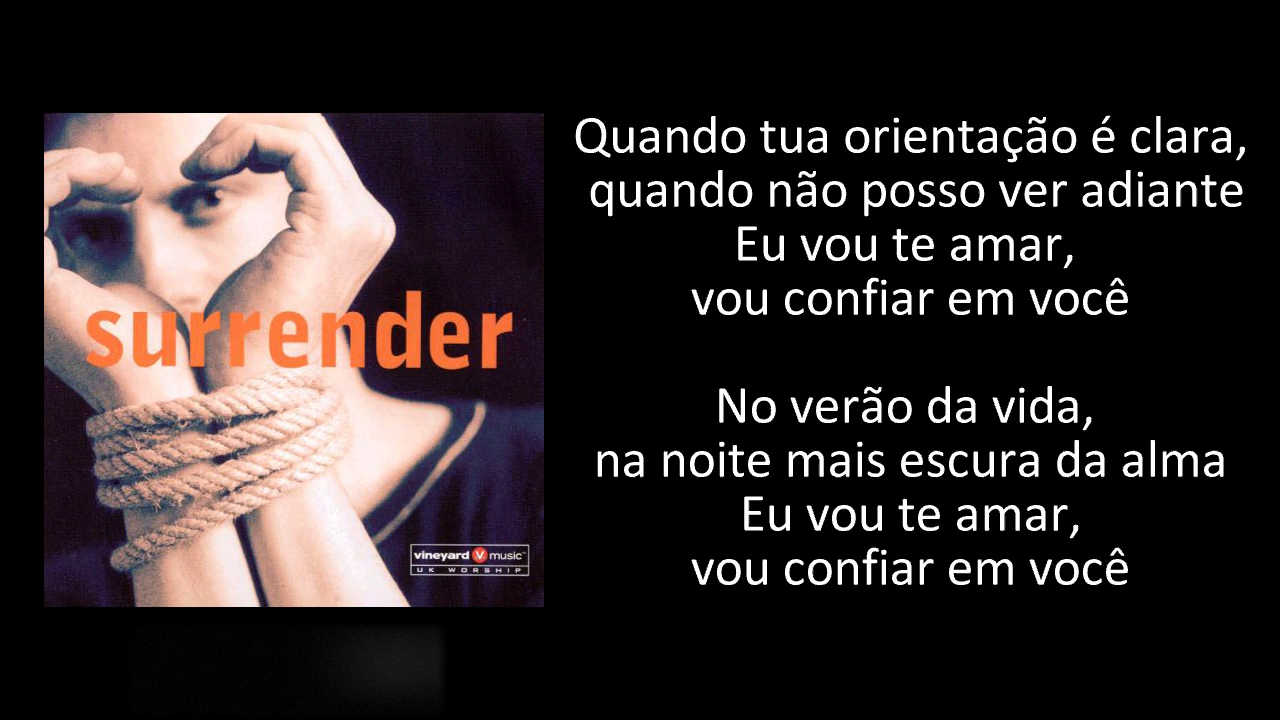 surrender
vineyard V music™
UK WORSHIP
Quando tua orientação é clara,
quando não posso ver adiante
Eu vou te amar,
vou confiar em você
No verão da vida,
na noite mais escura da alma
Eu vou te amar,
vou confiar em você